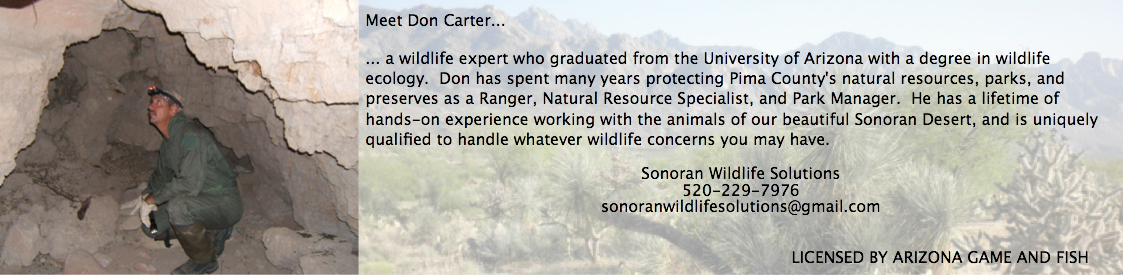 Meet Don Carter...
... a wildlife expert who graduated from the University of Arizona with a degree in wildlife
ecology.  Don has spent many years protecting Pima County's natural resources, parks, and
preserves as a Ranger, Natural Resource Specialist, and Park Manager.  He has a lifetime of
hands-on experience working with the animals of our beautiful Sonoran Desert, and is uniquely
qualified to handle whatever wildlife concerns you may have.
Sonoran Wildlife Solutions
520-229-7976
sonoranwildlifesolutions@gmail.com
LICENSED BY ARIZONA GAME AND FISH